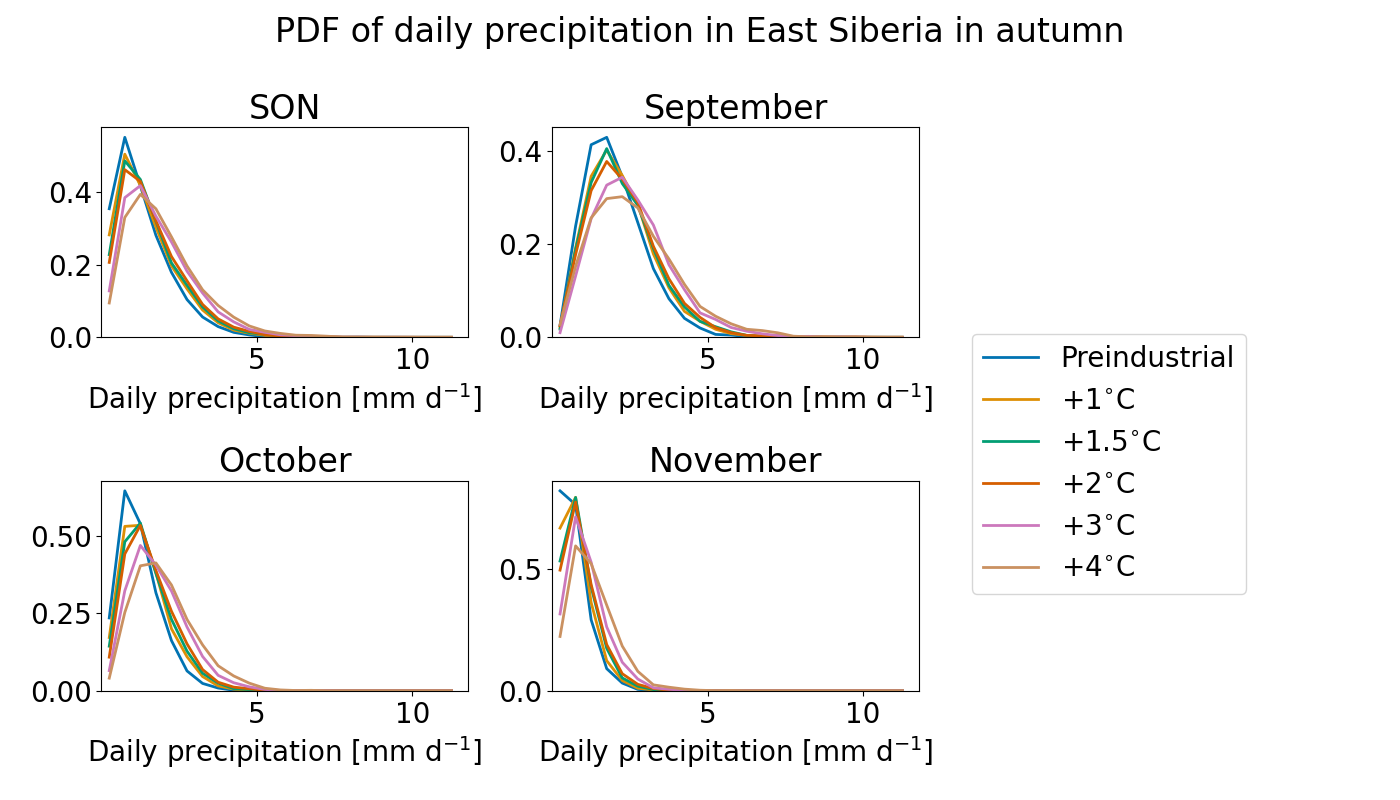 PDF of daily precipitation in East Siberia in autumn
SON
0.4
0.2
0.0
5
10
Daily precipitation [mm d⁻¹]
September
0.4
0.2
0.0
5
10
Daily precipitation [mm d⁻¹]
October
0.50
0.25
0.00
5
10
Daily precipitation [mm d⁻¹]
November
0.5
0.0
5
10
Daily precipitation [mm d⁻¹]
Preindustrial
+1°C
+1.5°C
+2°C
+3°C
+4°C